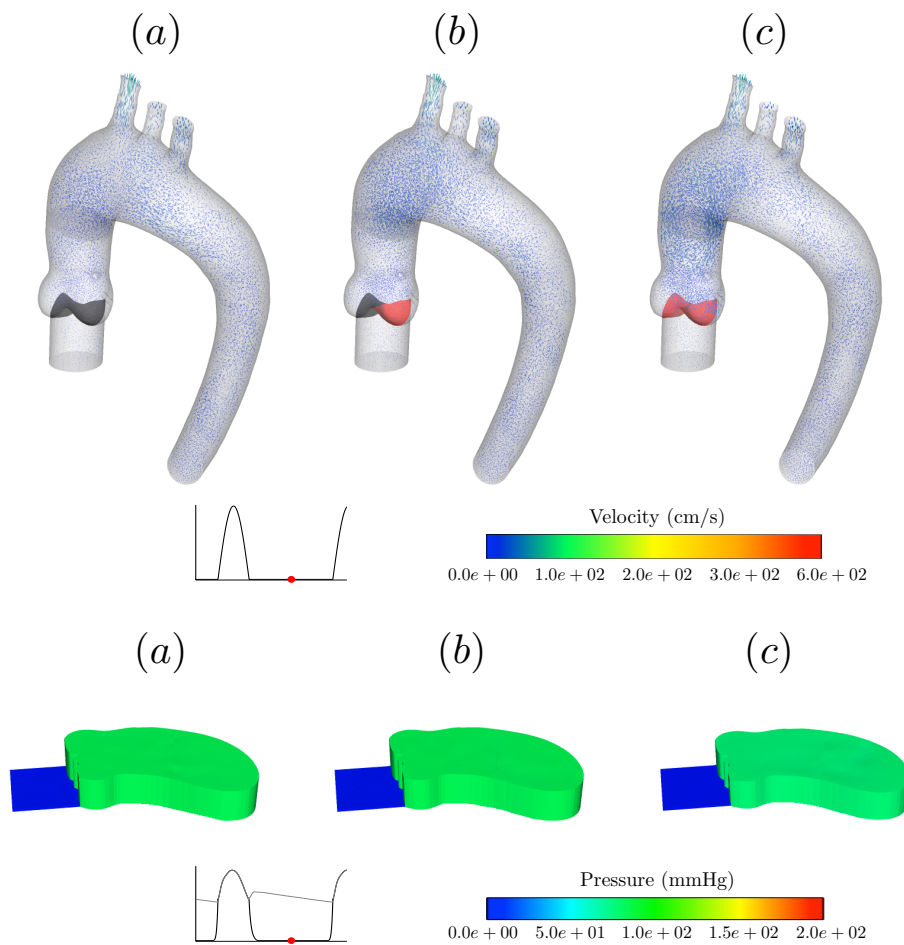 (a) (b) (c)
Velocity (cm/s)
0.0e + 00 1.0e + 02 2.0e + 02 3.0e + 02 6.0e + 02
(a) (b) (c)
Pressure (mmHg)
0.0e + 00 5.0e + 01 1.0e + 02 1.5e + 02 2.0e + 02